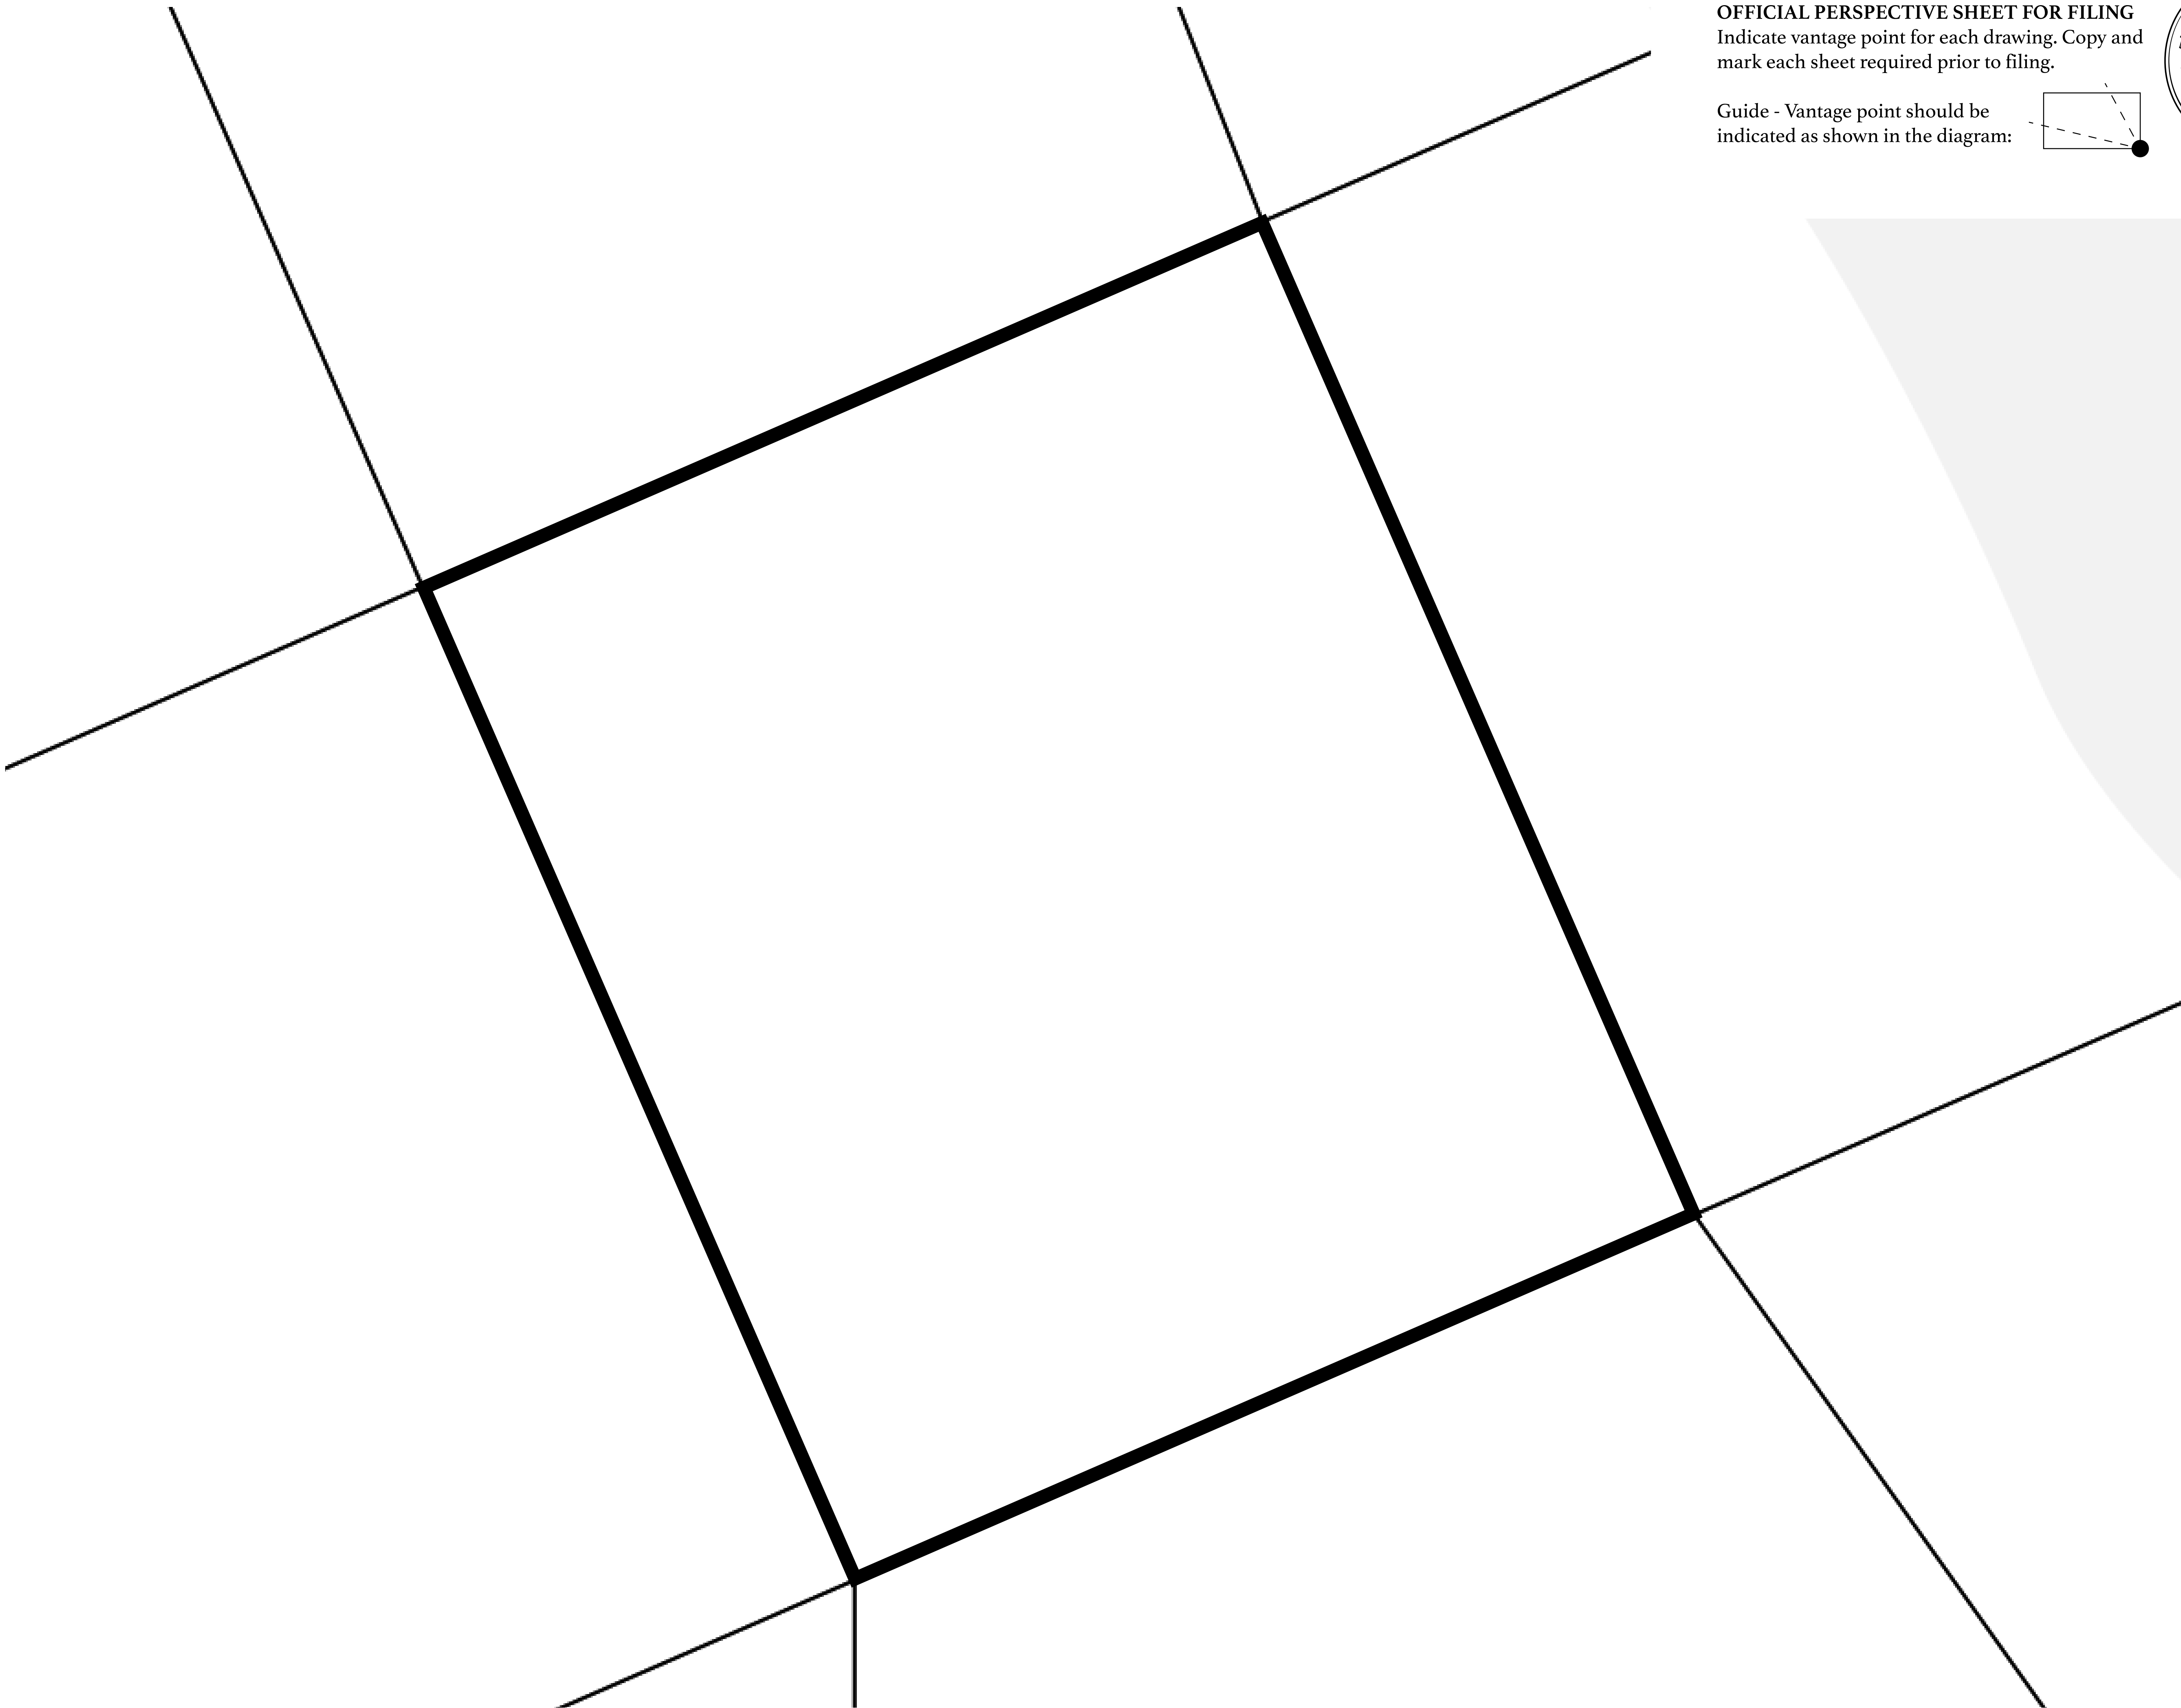 OFFICIAL PERSPECTIVE SHEET FOR FILING
Indicate vantage point for each drawing. Copy and
mark each sheet required prior to filing.
Guide - Vantage point should be
indicated as shown in the diagram: